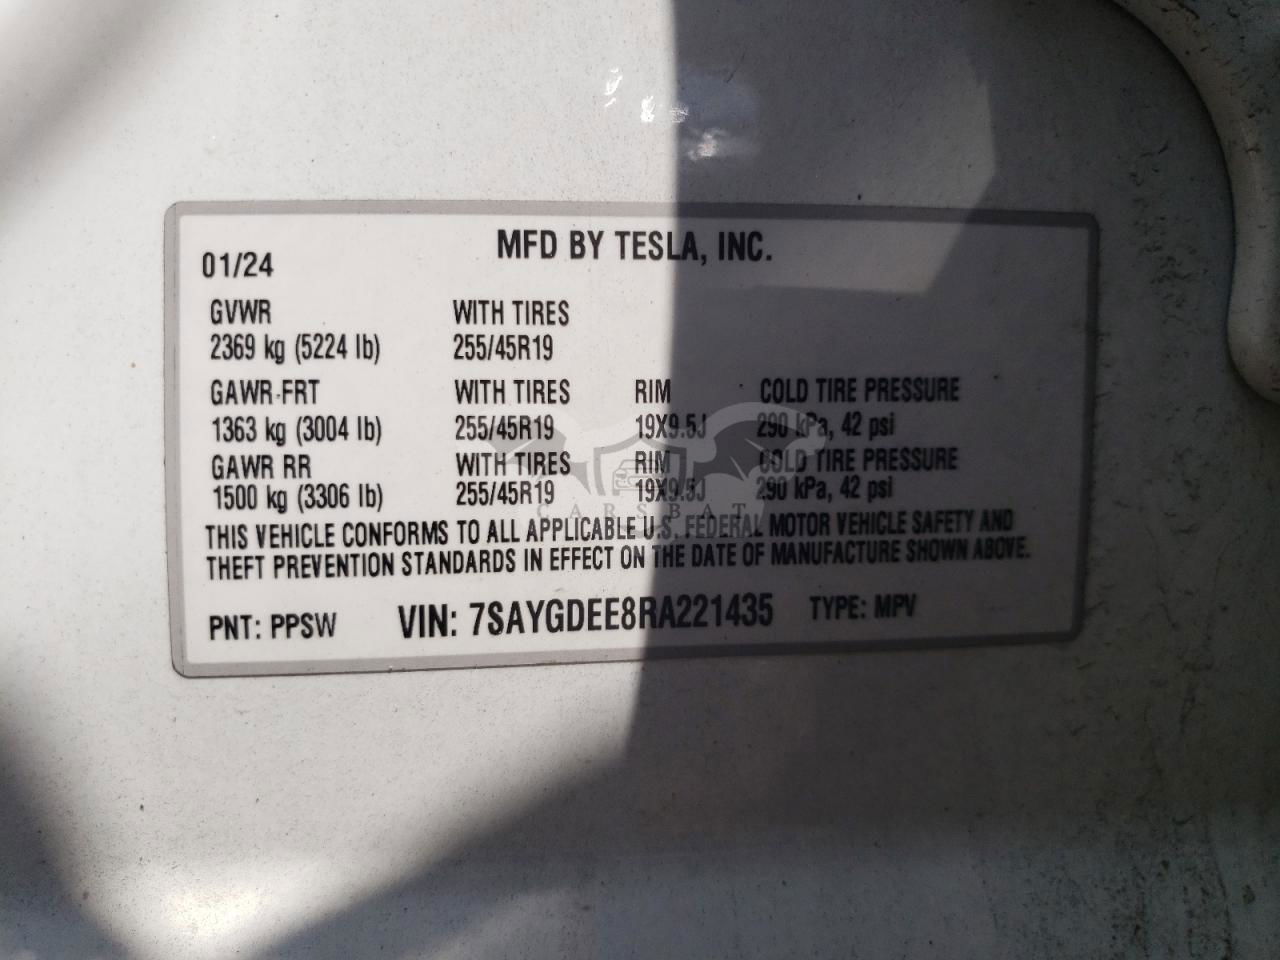 MFD BY TESLA, INC.
01/24
GVWR WITH TIRES
2369 kg (5224 lb) 255/45R19
GAWR-FRT WITH TIRES RIM COLD TIRE PRESSURE
1363 kg (3004 lb) 255/45R19 19X9.5J 290 kPa, 42 psi
GAWR RR WITH TIRES RIM COLD TIRE PRESSURE
1500 kg (3306 lb) 255/45R19 19X9.5J 290 kPa, 42 psi
CARSBAT
THIS VEHICLE CONFORMS TO ALL APPLICABLE U.S. FEDERAL MOTOR VEHICLE SAFETY AND
THEFT PREVENTION STANDARDS IN EFFECT ON THE DATE OF MANUFACTURE SHOWN ABOVE.
PNT: PPSW VIN: 7SAYGDEE8RA221435 TYPE: MPV